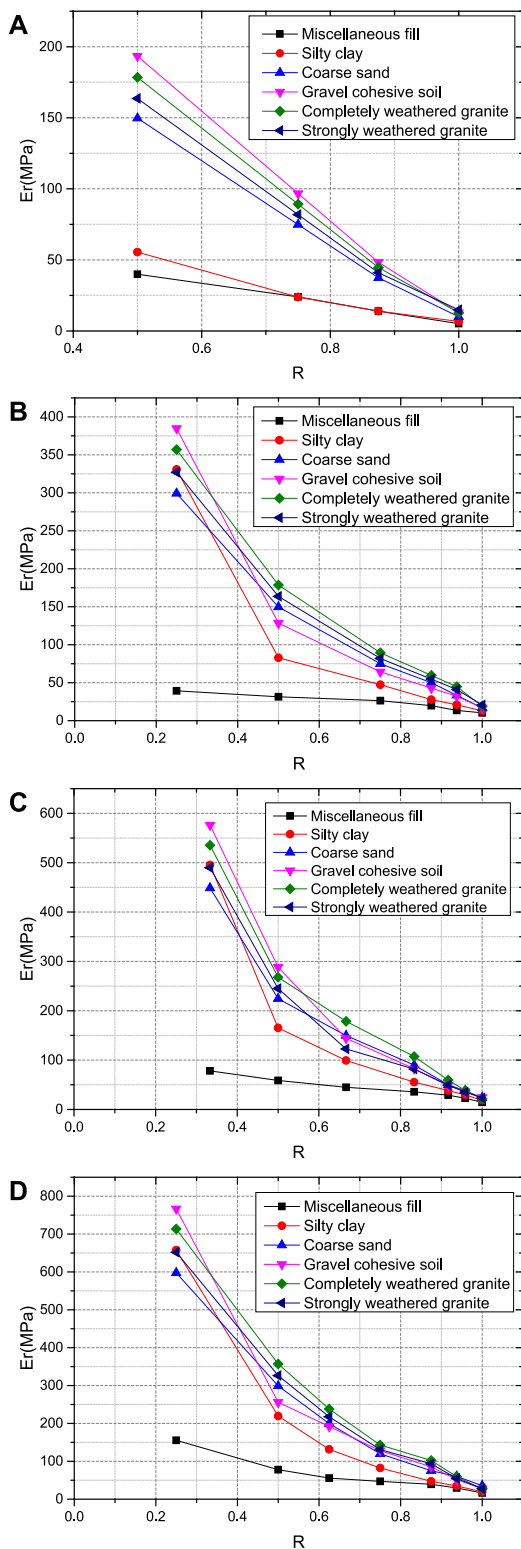 A
Miscellaneous fill
Silty clay
Coarse sand
Gravel cohesive soil
Completely weathered granite
Strongly weathered granite
Er(MPa)
200
150
100
50
0
0.4 0.6 0.8 1.0
R
B
Miscellaneous fill
Silty clay
Coarse sand
Gravel cohesive soil
Completely weathered granite
Strongly weathered granite
Er(MPa)
400
350
300
250
200
150
100
50
0
0.0 0.2 0.4 0.6 0.8 1.0
R
C
Miscellaneous fill
Silty clay
Coarse sand
Gravel cohesive soil
Completely weathered granite
Strongly weathered granite
Er(MPa)
600
500
400
300
200
100
0
0.0 0.2 0.4 0.6 0.8 1.0
R
D
Miscellaneous fill
Silty clay
Coarse sand
Gravel cohesive soil
Completely weathered granite
Strongly weathered granite
Er(MPa)
800
700
600
500
400
300
200
100
0
0.0 0.2 0.4 0.6 0.8 1.0
R